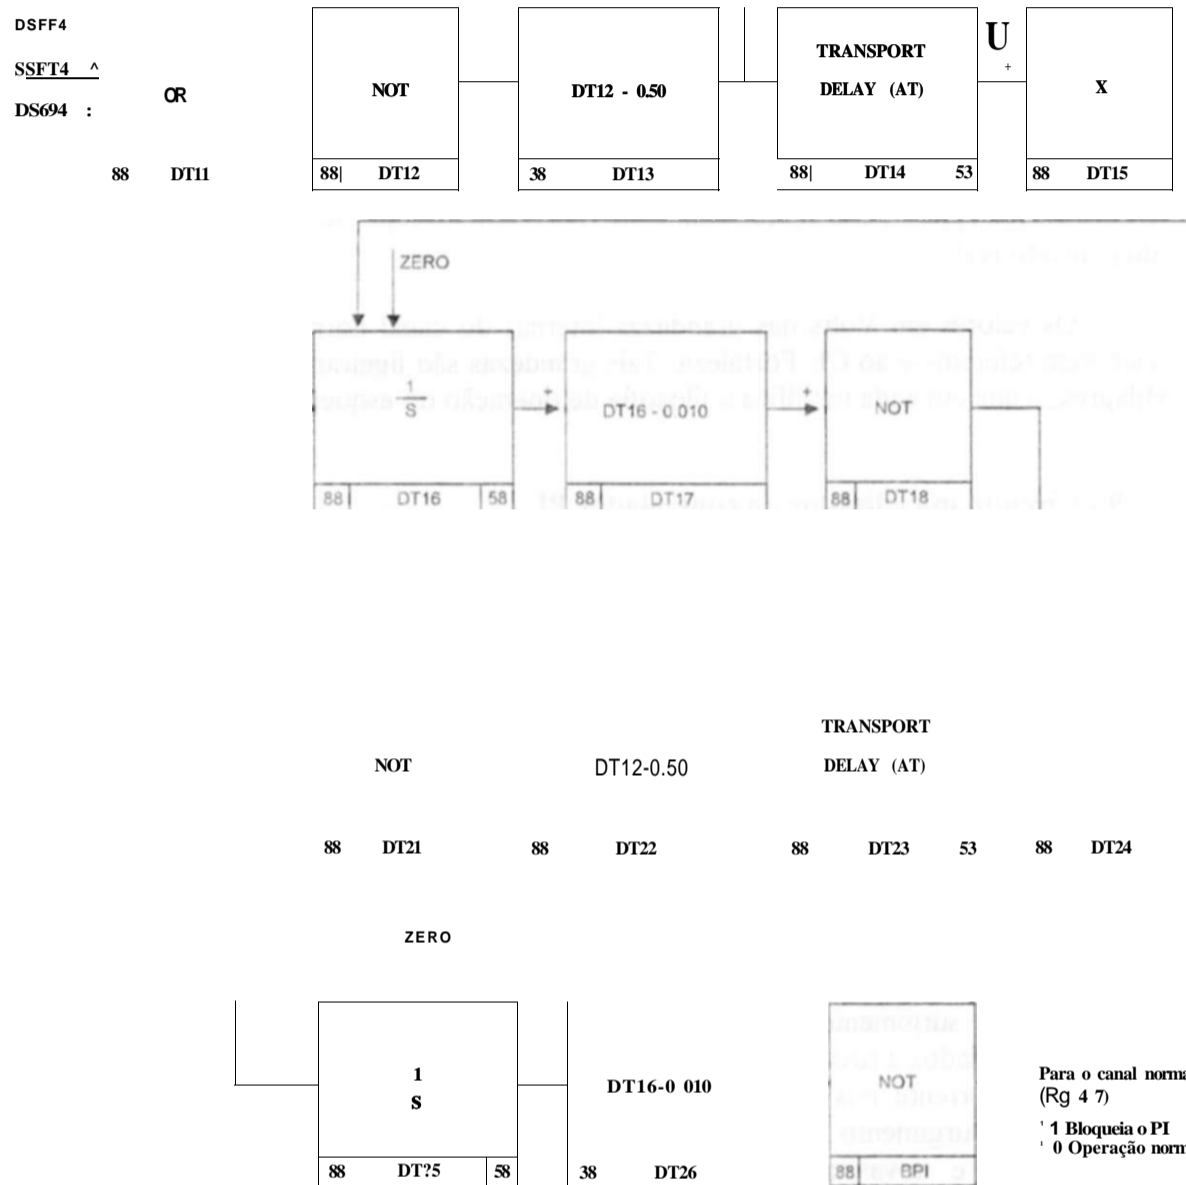 DSFF4
SSFT4 ^
DS694 :
OR
88 DT11
NOT
88| DT12
DT12 - 0.50
38 DT13
TRANSPORT
DELAY (AT)
88| DT14 53
U
+
X
88 DT15
ZERO
1
S
88 DT16 58
+
DT16 - 0.010
88 DT17
+
NOT
88 DT18
NOT
88 DT21
DT12-0.50
88 DT22
TRANSPORT
DELAY (AT)
88 DT23 53
88 DT24
ZERO
1
S
88 DT?5 58
DT16-0 010
38 DT26
NOT
88 BPI
Para o canal norma
(Rg 4 7)
' 1 Bloqueia o PI
' 0 Operação norm